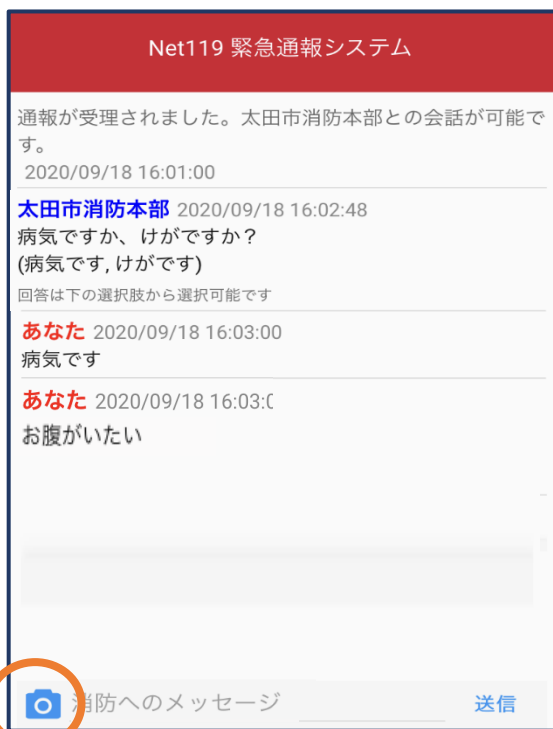 Net119 緊急通報システム
通報が受理されました。太田市消防本部との会話が可能で
す。
2020/09/18 16:01:00
太田市消防本部 2020/09/18 16:02:48
病気ですか、けがですか？
(病気です, けがです)
回答は下の選択肢から選択可能です
あなた 2020/09/18 16:03:00
病気です
あなた 2020/09/18 16:03:
お腹がいたい
消防へのメッセージ 送信